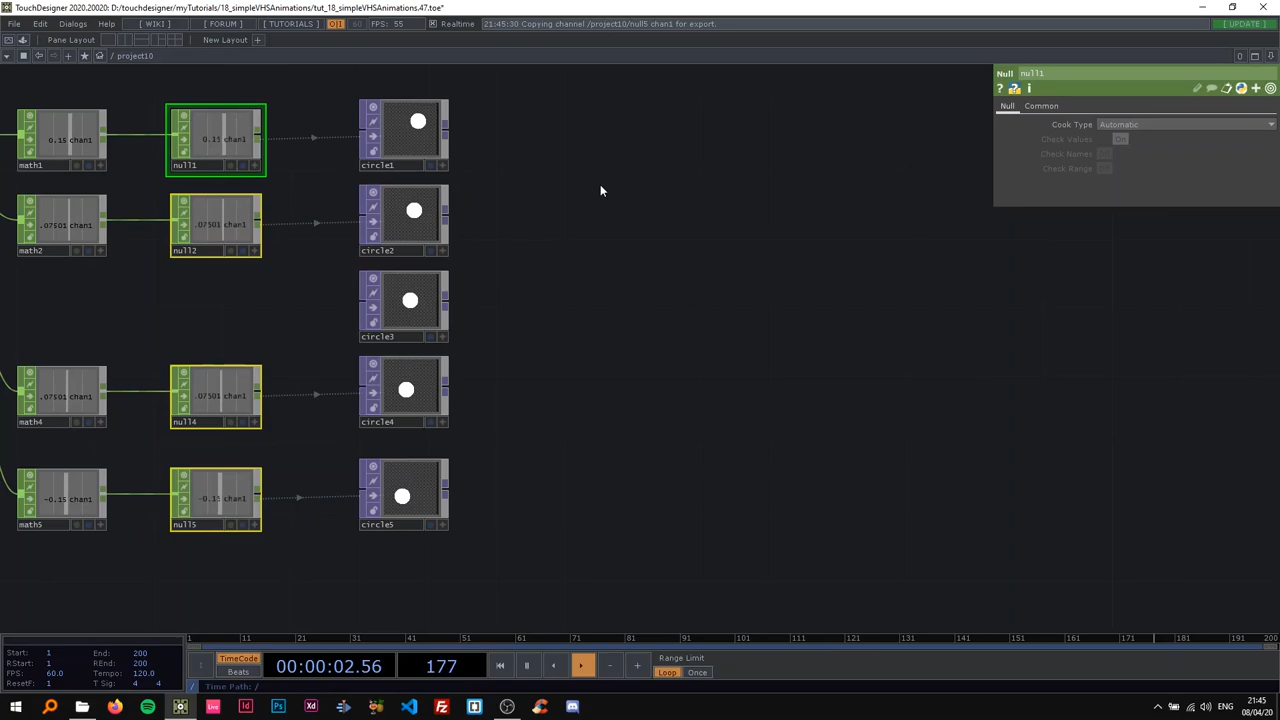 TouchDesigner 2020.20020: D:/touchdesigner/myTutorials/18_simpleVHSAnimations/tut_18_simpleVHSAnimations.47.toe*
File Edit Dialogs Help [ WIKI ] [ FORUM ] [ TUTORIALS ] O|I 60 FPS: 55 Realtime 21:45:30 Copying channel /project10/null5 chan1 for export. [ UPDATE ]
Pane Layout New Layout +
/ project10 0
Null null1
? i
Null Common
Cook Type Automatic
Check Values On
Check Names
Check Range
0.15 chan1
math1
0.15 chan1
null1
circle1
.07501 chan1
math2
.07501 chan1
null2
circle2
circle3
.07501 chan1
math4
.07501 chan1
null4
circle4
-0.15 chan1
math5
-0.15 chan1
null5
circle5
1 11 21 31 41 51 61 71 81 91 101 111 121 131 141 151 161 171 181 191 200
Start: 1 End: 200
RStart: 1 REnd: 200
FPS: 60.0 Tempo: 120.0
ResetF: 1 T Sig: 4 4
TimeCode
Beats
00:00:02.56
177
- +
Range Limit
Loop Once
/ Time Path: /
Live Id Ps Xd
ENG
21:45
08/04/20